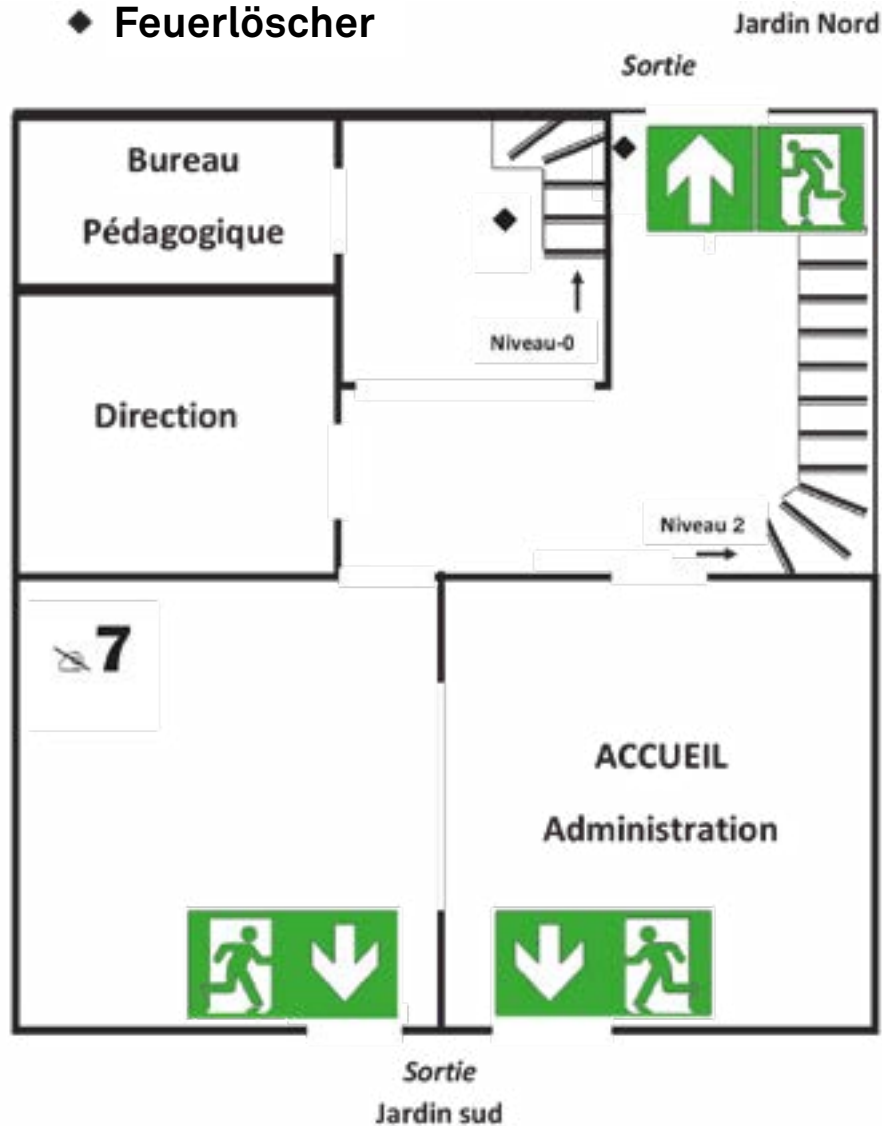 ◆ Feuerlöscher
Jardin Nord
Sortie
Bureau
Pédagogique
Niveau-0
Direction
Niveau 2
7
ACCUEIL
Administration
Sortie
Jardin sud